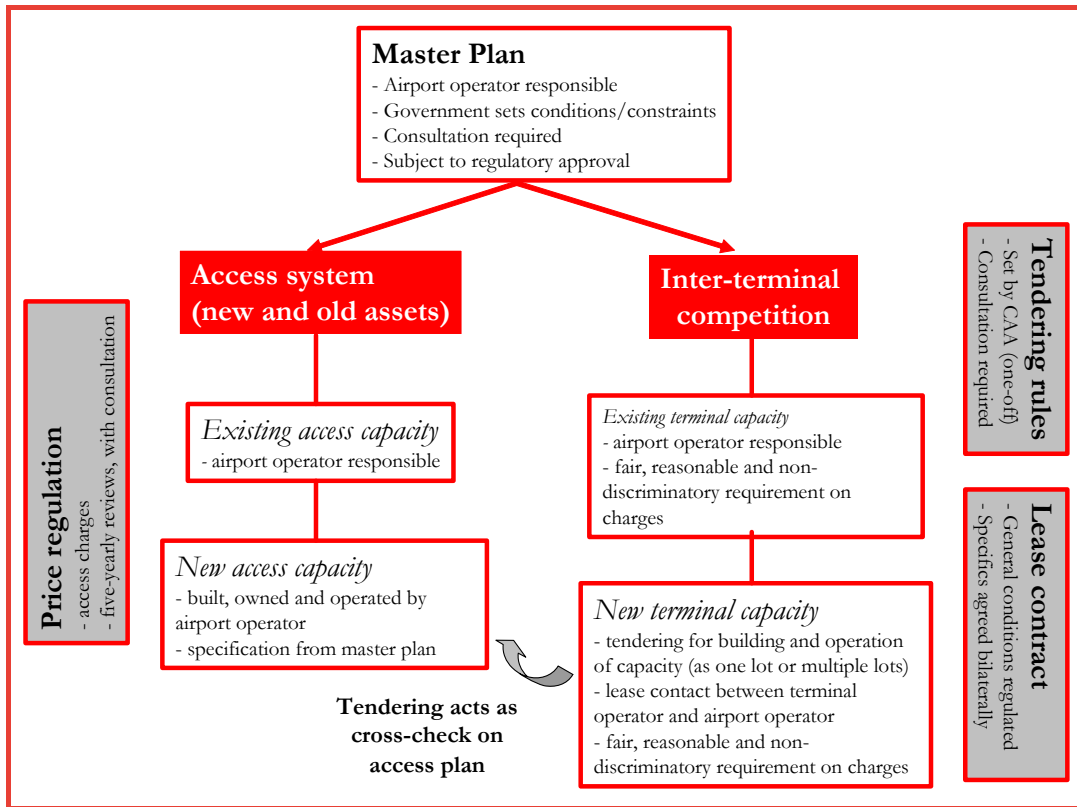 Master Plan
- Airport operator responsible
- Government sets conditions/constraints
- Consultation required
- Subject to regulatory approval
Access system
(new and old assets)
Inter-terminal
competition
Price regulation
- access charges
- five-yearly reviews, with consultation
Existing access capacity
- airport operator responsible
New access capacity
- built, owned and operated by
airport operator
- specification from master plan
Tendering acts as
cross-check on
access plan
Existing terminal capacity
- airport operator responsible
- fair, reasonable and non-
discriminatory requirement on
charges
New terminal capacity
- tendering for building and operation
of capacity (as one lot or multiple lots)
- lease contact between terminal
operator and airport operator
- fair, reasonable and non-
discriminatory requirement on charges
Tendering rules
- Set by CAA (one-off)
- Consultation required
Lease contract
- General conditions regulated
- Specifics agreed bilaterally